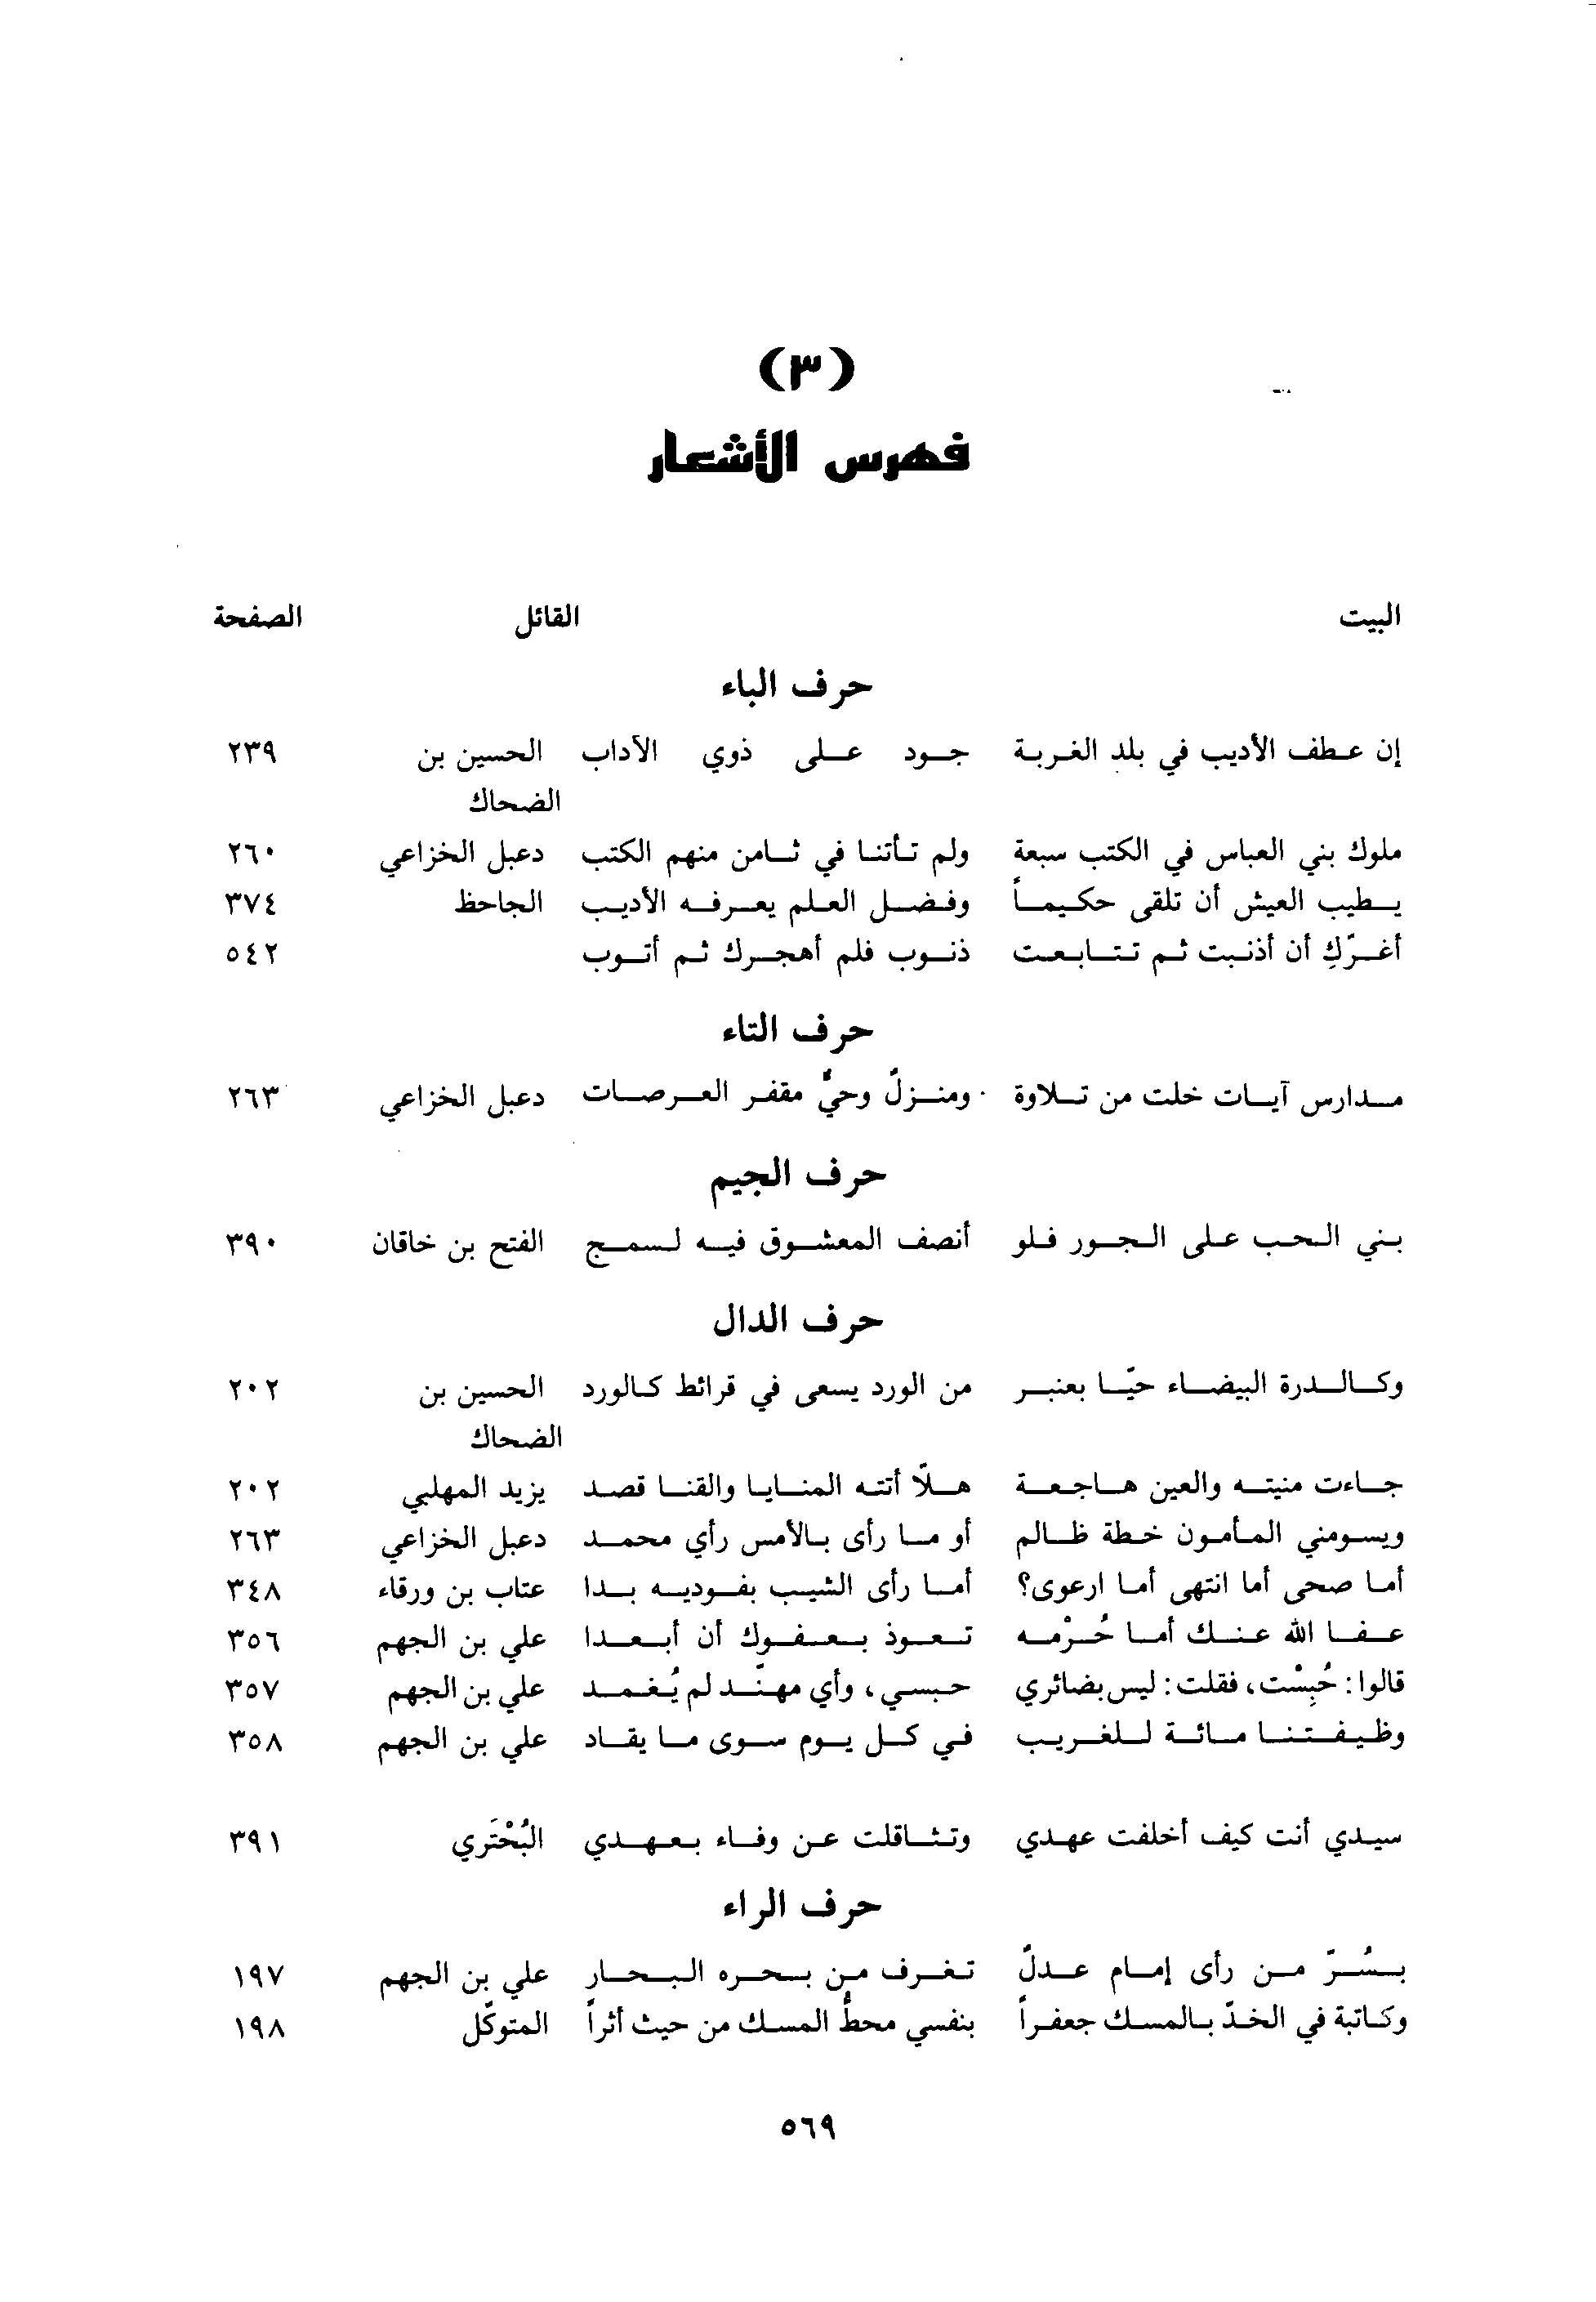 (٣)
فهرس الأشعار
البيت القائل الصفحة
حرف الباء
إن عطف الأديب في بلد الغربة جود على ذوي الآداب الحسين بن ٢٣٩
الضحاك
ملوك بني العباس في الكتب سبعة ولم تأتنا في ثامن منهم الكتب دعبل الخزاعي ٢٦٠
يطيب العيش أن تلقى حكيماً وفضل العلم يعرفه الأديب الجاحظ ٣٧٤
أغرّكِ أن أذنبت ثم تتابعت ذنوب فلم أهجرك ثم أتوب ٥٤٢
حرف التاء
مدارس آيات خلت من تلاوة ومنزلٌ وحيٌّ مقفر العرصات دعبل الخزاعي ٢٦٣
حرف الجيم
بني الحب على الجور فلو أنصف المعشوق فيه لسمج الفتح بن خاقان ٣٩٠
حرف الدال
وكالدرة البيضاء حيّا بعنبر من الورد يسعى في قرائط كالورد الحسين بن ٢٠٢
الضحاك
جاءت منيته والعين هاجعة هلّا أتته المنايا والقنا قصد يزيد المهلبي ٢٠٢
ويسومني المأمون خطة ظالم أو ما رأى بالأمس رأي محمد دعبل الخزاعي ٢٦٣
أما صحى أما انتهى أما ارعوى؟ أما رأى الشيب بفوديه بدا عتاب بن ورقاء ٣٤٨
عفا الله عنك أما حُرْمه تعوذ بعفوك أن أبعدا علي بن الجهم ٣٥٦
قالوا: حُبِسْت، فقلت: ليس بضائري حبسي، وأي مهنّد لم يُغمد علي بن الجهم ٣٥٧
وظيفتنا مائة للغريب في كل يوم سوى ما يقاد علي بن الجهم ٣٥٨
سيدي أنت كيف أخلفت عهدي وتثاقلت عن وفاء بعهدي البُحْتَري ٣٩١
حرف الراء
بسُرّ من رأى إمام عدلٌ تغرف من بحره البحار علي بن الجهم ١٩٧
وكاتبة في الخدّ بالمسك جعفراً بنفسي محطُّ المسك من حيث أثراً المتوكّل ١٩٨
٥٦٩